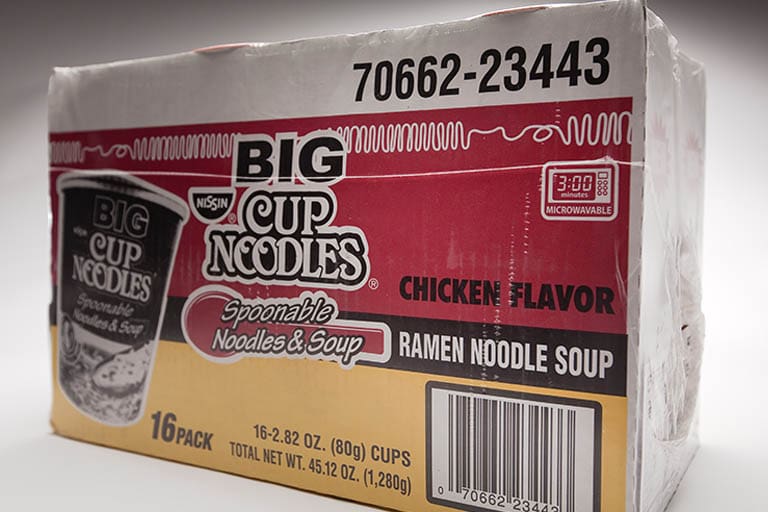 70662-23443
BIG
NISSIN
®
CUP
NOODLES®
3:00
minutes
MICROWAVABLE
CHICKEN FLAVOR
Spoonable
Noodles & Soup
RAMEN NOODLE SOUP
BIG
CUP
NOODLES
Spoonable
Noodles & Soup
16 PACK
16-2.82 OZ. (80g) CUPS
TOTAL NET WT. 45.12 OZ. (1,280g)
0 70662 23443